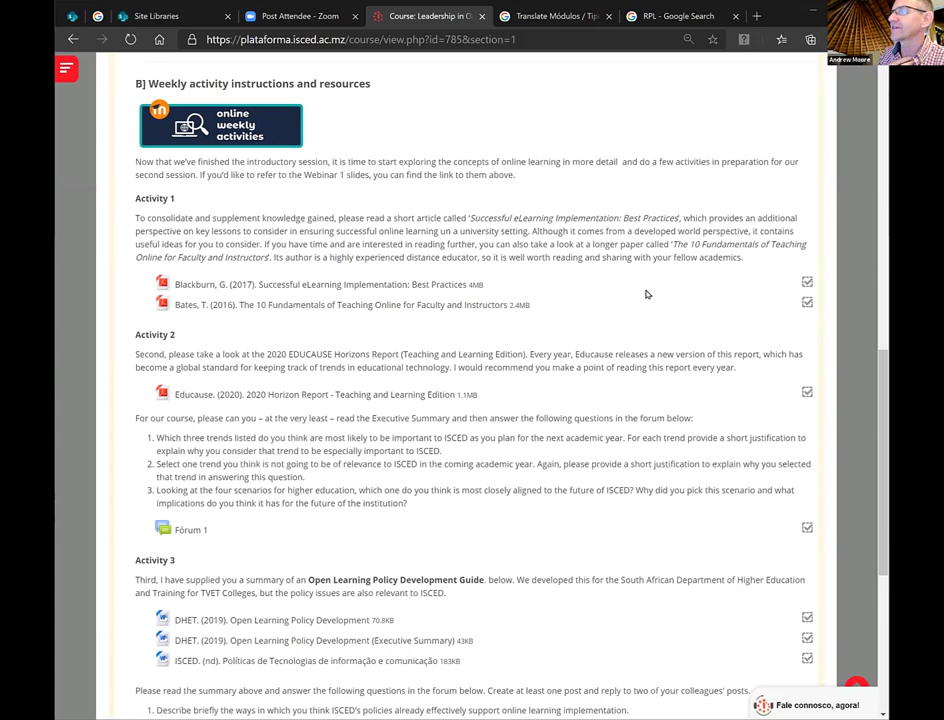 Site Libraries
Post Attendee - Zoom
Course: Leadership in O
Translate Módulos / Tip
RPL - Google Search
https://plataforma.isced.ac.mz/course/view.php?id=785&section=1
Andrew Moore
B] Weekly activity instructions and resources
online
weekly
activities
Now that we've finished the introductory session, it is time to start exploring the concepts of online learning in more detail and do a few activities in preparation for our
second session. If you'd like to refer to the Webinar 1 slides, you can find the link to them above.
Activity 1
To consolidate and supplement knowledge gained, please read a short article called 'Successful eLearning Implementation: Best Practices', which provides an additional
perspective on key lessons to consider in ensuring successful online learning un a university setting. Although it comes from a developed world perspective, it contains
useful ideas for you to consider. If you have time and are interested in reading further, you can also take a look at a longer paper called 'The 10 Fundamentals of Teaching
Online for Faculty and Instructors'. Its author is a highly experienced distance educator, so it is well worth reading and sharing with your fellow academics.
Blackburn, G. (2017). Successful eLearning Implementation: Best Practices 4MB
Bates, T. (2016). The 10 Fundamentals of Teaching Online for Faculty and Instructors 2.4MB
Activity 2
Second, please take a look at the 2020 EDUCAUSE Horizons Report (Teaching and Learning Edition). Every year, Educause releases a new version of this report, which has
become a global standard for keeping track of trends in educational technology. I would recommend you make a point of reading this report every year.
Educause. (2020). 2020 Horizon Report - Teaching and Learning Edition 1.1MB
For our course, please can you – at the very least – read the Executive Summary and then answer the following questions in the forum below:
1. Which three trends listed do you think are most likely to be important to ISCED as you plan for the next academic year. For each trend provide a short justification to
explain why you consider that trend to be especially important to ISCED.
2. Select one trend you think is not going to be of relevance to ISCED in the coming academic year. Again, please provide a short justification to explain why you selected
that trend in answering this question.
3. Looking at the four scenarios for higher education, which one do you think is most closely aligned to the future of ISCED? Why did you pick this scenario and what
implications do you think it has for the future of the institution?
Fórum 1
Activity 3
Third, I have supplied you a summary of an Open Learning Policy Development Guide. below. We developed this for the South African Department of Higher Education
and Training for TVET Colleges, but the policy issues are also relevant to ISCED.
DHET. (2019). Open Learning Policy Development 70.8KB
DHET. (2019). Open Learning Policy Development (Executive Summary) 43KB
ISCED. (nd). Políticas de Tecnologias de informação e comunicação 183KB
Please read the summary above and answer the following questions in the forum below. Create at least one post and reply to two of your colleagues' posts.
1. Describe briefly the ways in which you think ISCED's policies already effectively support online learning implementation.
Fale connosco, agora!